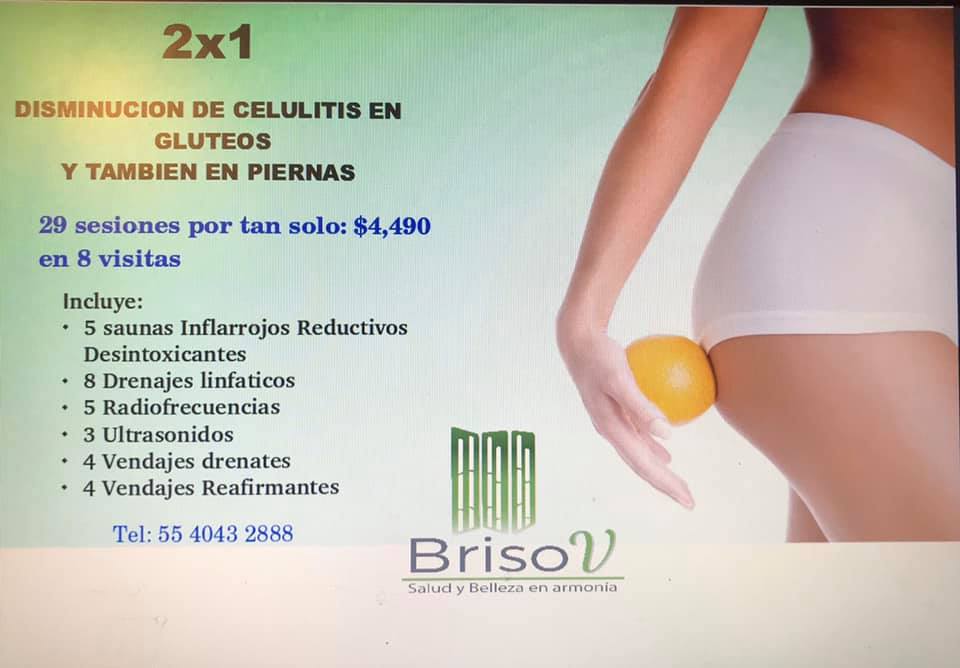 2x1
DISMINUCION DE CELULITIS EN
GLUTEOS
Y TAMBIEN EN PIERNAS
29 sesiones por tan solo: $4,490
en 8 visitas
Incluye:
• 5 saunas Inflarrojos Reductivos
Desintoxicantes
• 8 Drenajes linfaticos
• 5 Radiofrecuencias
• 3 Ultrasonidos
• 4 Vendajes drenates
• 4 Vendajes Reafirmantes
Tel: 55 4043 2888
BrisoV
Salud y Belleza en armonía